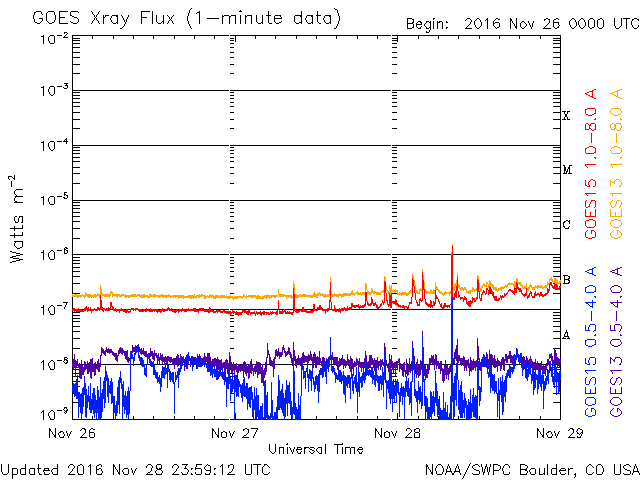 GOES Xray Flux (1-minute data)
Begin: 2016 Nov 26 0000 UTC
10⁻²
10⁻³
10⁻⁴
10⁻⁵
10⁻⁶
10⁻⁷
10⁻⁸
10⁻⁹
Watts m⁻²
X
M
C
B
A
GOES15 1.0-8.0 A
GOES13 1.0-8.0 A
GOES15 0.5-4.0 A
GOES13 0.5-4.0 A
Nov 26
Nov 27
Nov 28
Nov 29
Universal Time
Updated 2016 Nov 28 23:59:12 UTC
NOAA/SWPC Boulder, CO USA